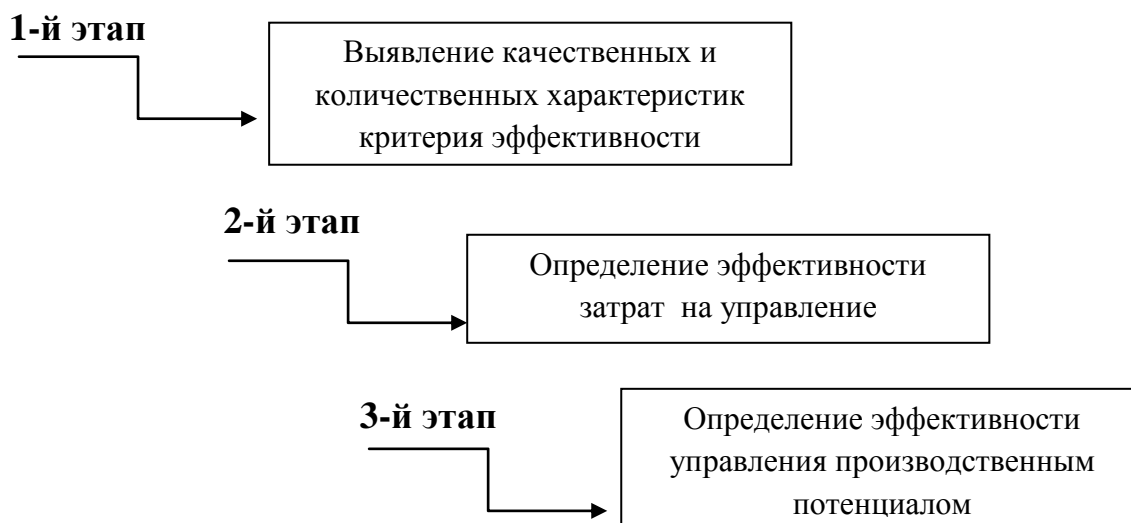 1-й этап
Выявление качественных и
количественных характеристик
критерия эффективности
2-й этап
Определение эффективности
затрат  на управление
3-й этап
Определение эффективности
управления производственным
потенциалом